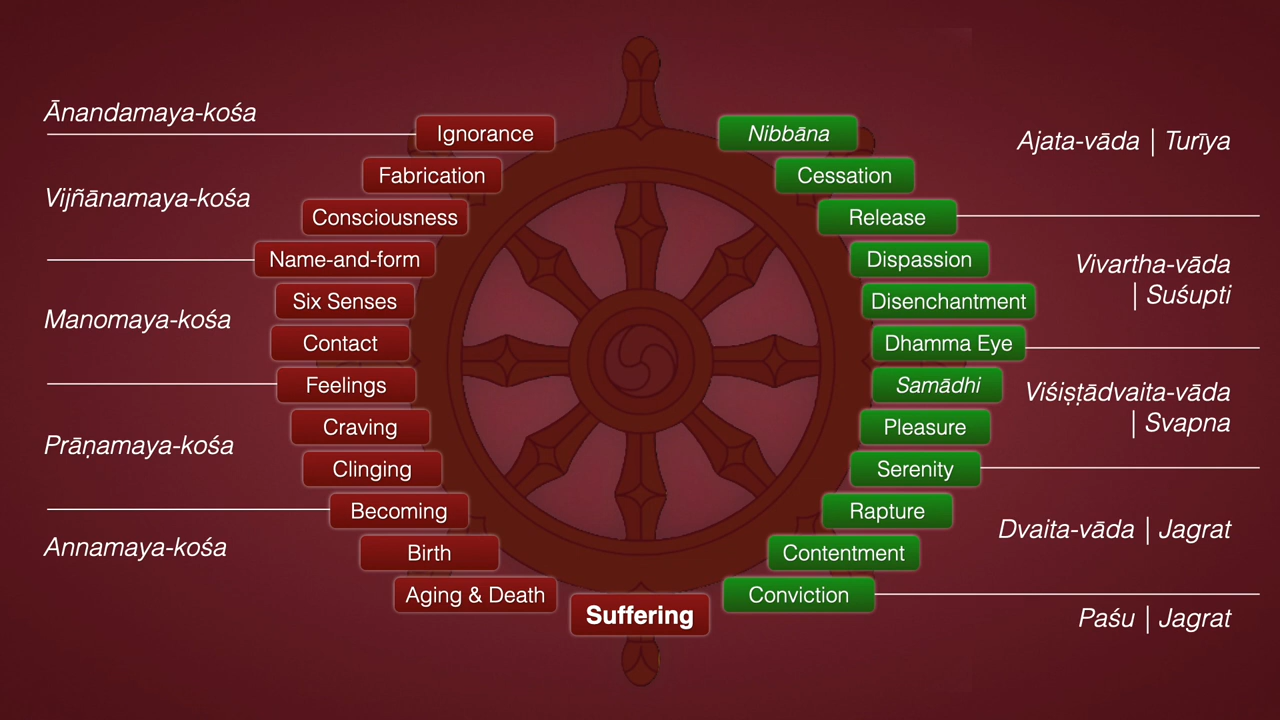 Ānandamaya-kośa
Vijñānamaya-kośa
Manomaya-kośa
Prāṇamaya-kośa
Annamaya-kośa
Ignorance
Fabrication
Consciousness
Name-and-form
Six Senses
Contact
Feelings
Craving
Clinging
Becoming
Birth
Aging & Death
Suffering
Nibbāna
Cessation
Release
Dispassion
Disenchantment
Dhamma Eye
Samādhi
Pleasure
Serenity
Rapture
Contentment
Conviction
Ajata-vāda | Turīya
Vivartha-vāda
| Suśupti
Viśiṣṭādvaita-vāda
| Svapna
Dvaita-vāda | Jagrat
Paśu | Jagrat